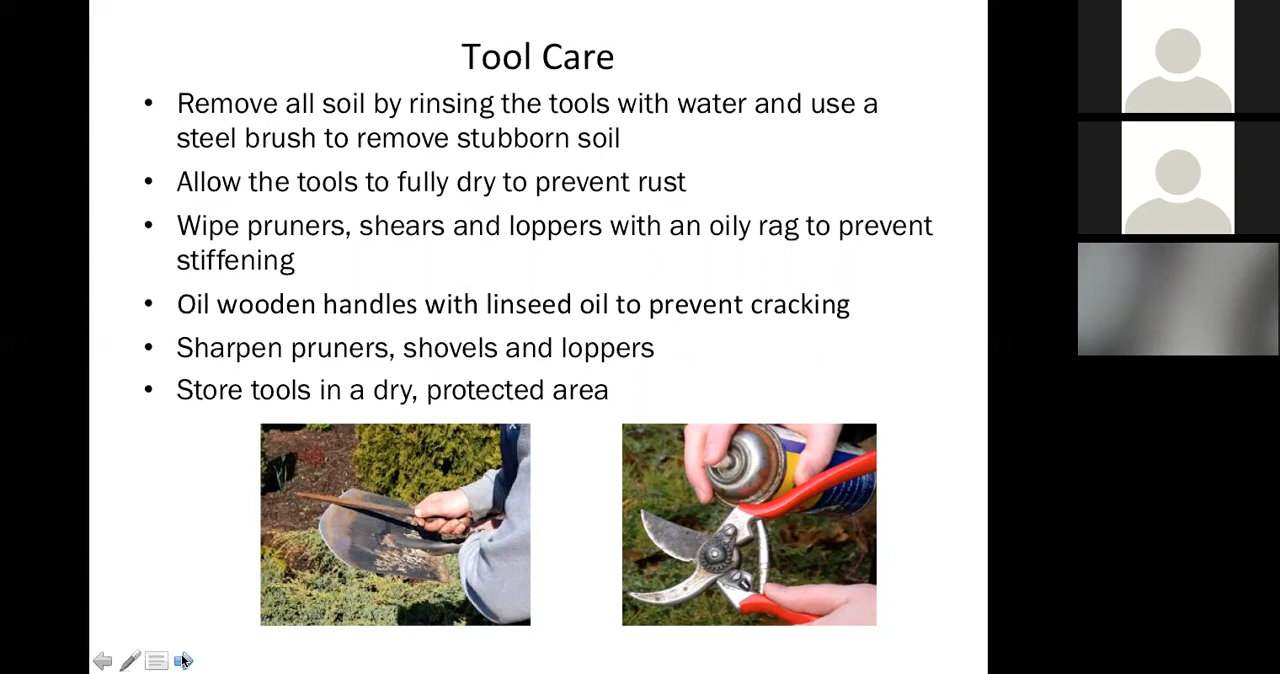 Tool Care
• Remove all soil by rinsing the tools with water and use a
steel brush to remove stubborn soil
• Allow the tools to fully dry to prevent rust
• Wipe pruners, shears and loppers with an oily rag to prevent
stiffening
• Oil wooden handles with linseed oil to prevent cracking
• Sharpen pruners, shovels and loppers
• Store tools in a dry, protected area